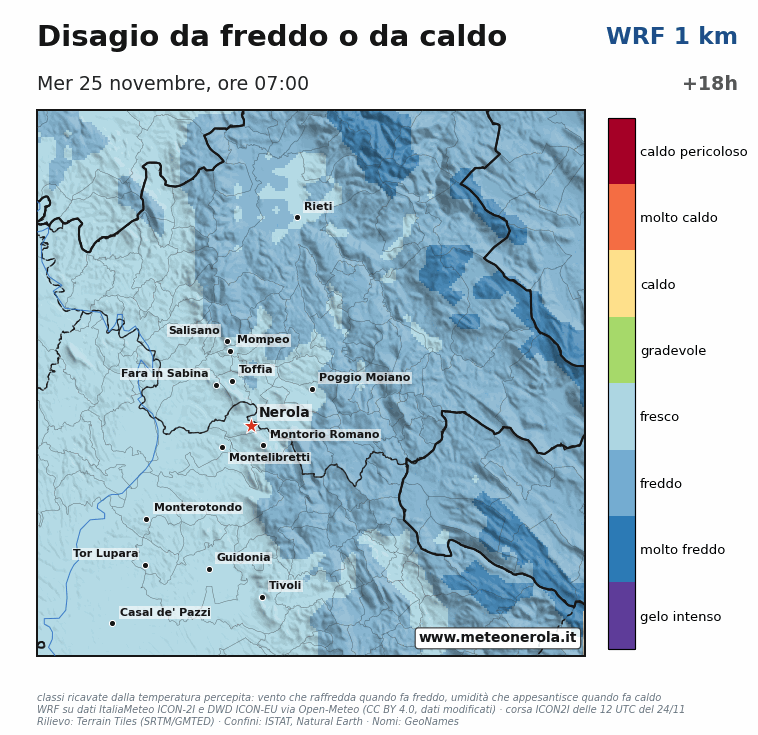 Disagio da freddo o da caldo
WRF 1 km
Mer 25 novembre, ore 07:00
+18h
caldo pericoloso
molto caldo
caldo
gradevole
fresco
freddo
molto freddo
gelo intenso
Rieti
Salisano
Mompeo
Fara in Sabina
Toffia
Poggio Moiano
Nerola
Montorio Romano
Montelibretti
Monterotondo
Tor Lupara
Guidonia
Tivoli
Casal de' Pazzi
www.meteonerola.it
classi ricavate dalla temperatura percepita: vento che raffredda quando fa freddo, umidità che appesantisce quando fa caldo
WRF su dati ItaliaMeteo ICON-2I e DWD ICON-EU via Open-Meteo (CC BY 4.0, dati modificati) · corsa ICON2I delle 12 UTC del 24/11
Rilievo: Terrain Tiles (SRTM/GMTED) · Confini: ISTAT, Natural Earth · Nomi: GeoNames